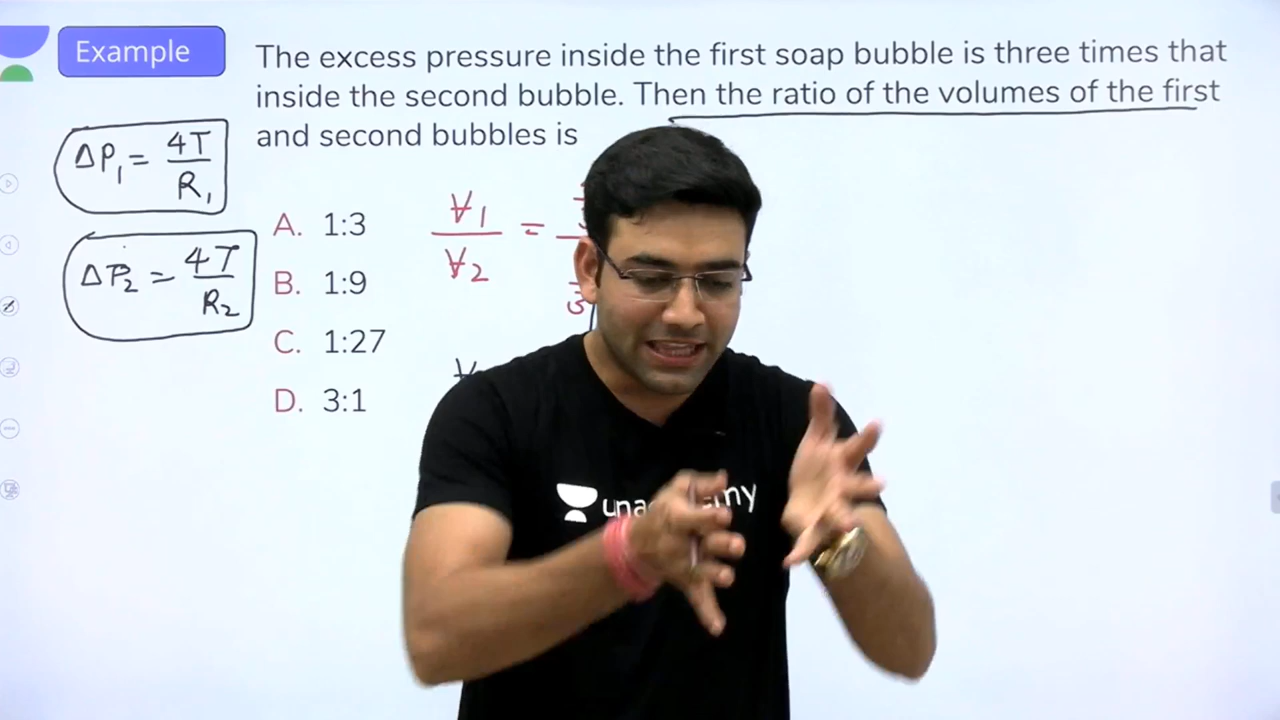 Example
The excess pressure inside the first soap bubble is three times that
inside the second bubble. Then the ratio of the volumes of the first
and second bubbles is
ΔP₁ = 4T/R₁
ΔP₂ = 4T/R₂
A. 1:3
B. 1:9
C. 1:27
D. 3:1
V₁/V₂ =